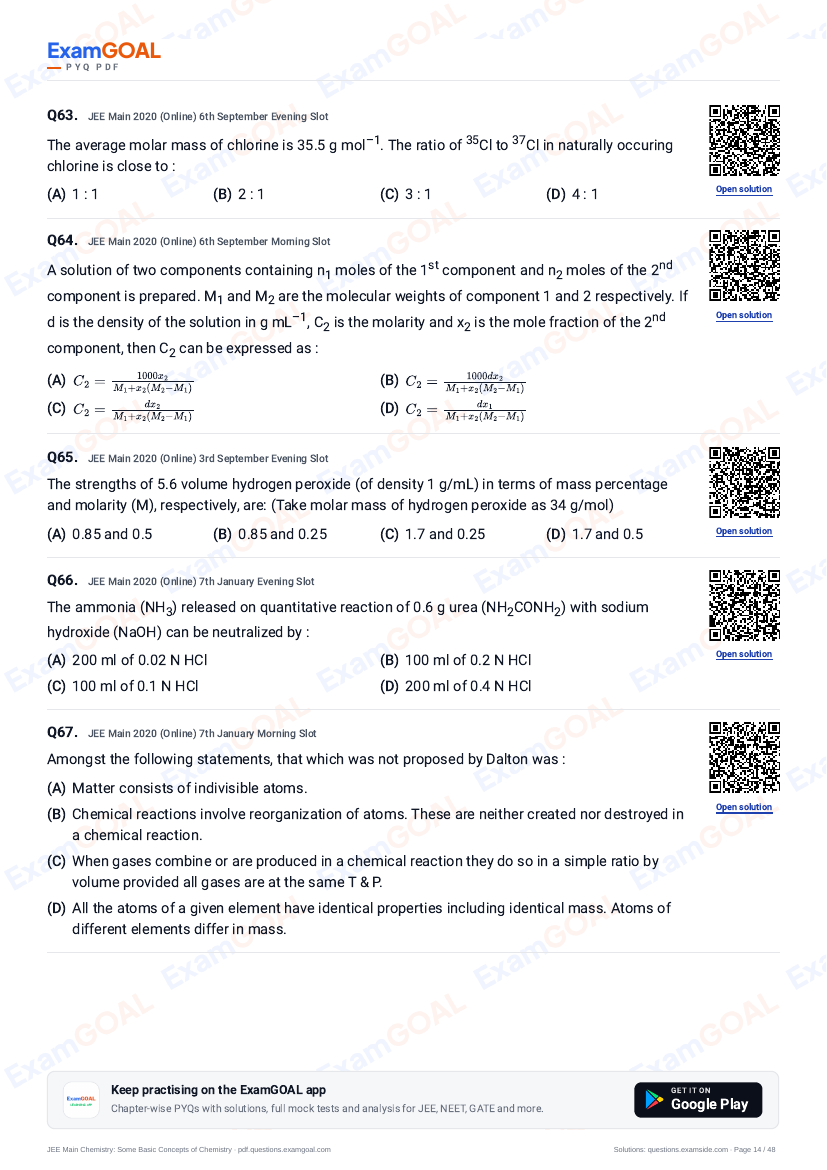 ExamGOAL
PYQ PDF
Q63. JEE Main 2020 (Online) 6th September Evening Slot
The average molar mass of chlorine is 35.5 g mol⁻¹. The ratio of ³⁵Cl to ³⁷Cl in naturally occuring
chlorine is close to :
(A) 1 : 1 (B) 2 : 1 (C) 3 : 1 (D) 4 : 1
Open solution
Q64. JEE Main 2020 (Online) 6th September Morning Slot
A solution of two components containing n₁ moles of the 1ˢᵗ component and n₂ moles of the 2ⁿᵈ
component is prepared. M₁ and M₂ are the molecular weights of component 1 and 2 respectively. If
d is the density of the solution in g mL⁻¹, C₂ is the molarity and x₂ is the mole fraction of the 2ⁿᵈ
component, then C₂ can be expressed as :
(A) C₂ = 1000x₂ / M₁+x₂(M₂−M₁) (B) C₂ = 1000dx₂ / M₁+x₂(M₂−M₁)
(C) C₂ = dx₂ / M₁+x₂(M₂−M₁) (D) C₂ = dx₁ / M₁+x₂(M₂−M₁)
Open solution
Q65. JEE Main 2020 (Online) 3rd September Evening Slot
The strengths of 5.6 volume hydrogen peroxide (of density 1 g/mL) in terms of mass percentage
and molarity (M), respectively, are: (Take molar mass of hydrogen peroxide as 34 g/mol)
(A) 0.85 and 0.5 (B) 0.85 and 0.25 (C) 1.7 and 0.25 (D) 1.7 and 0.5
Open solution
Q66. JEE Main 2020 (Online) 7th January Evening Slot
The ammonia (NH₃) released on quantitative reaction of 0.6 g urea (NH₂CONH₂) with sodium
hydroxide (NaOH) can be neutralized by :
(A) 200 ml of 0.02 N HCl (B) 100 ml of 0.2 N HCl
(C) 100 ml of 0.1 N HCl (D) 200 ml of 0.4 N HCl
Open solution
Q67. JEE Main 2020 (Online) 7th January Morning Slot
Amongst the following statements, that which was not proposed by Dalton was :
(A) Matter consists of indivisible atoms.
(B) Chemical reactions involve reorganization of atoms. These are neither created nor destroyed in
a chemical reaction.
(C) When gases combine or are produced in a chemical reaction they do so in a simple ratio by
volume provided all gases are at the same T & P.
(D) All the atoms of a given element have identical properties including identical mass. Atoms of
different elements differ in mass.
Open solution
ExamGOAL
Keep practising on the ExamGOAL app
Chapter-wise PYQs with solutions, full mock tests and analysis for JEE, NEET, GATE and more.
GET IT ON
Google Play
JEE Main Chemistry: Some Basic Concepts of Chemistry · pdf.questions.examgoal.com
Solutions: questions.examside.com · Page 14 / 48